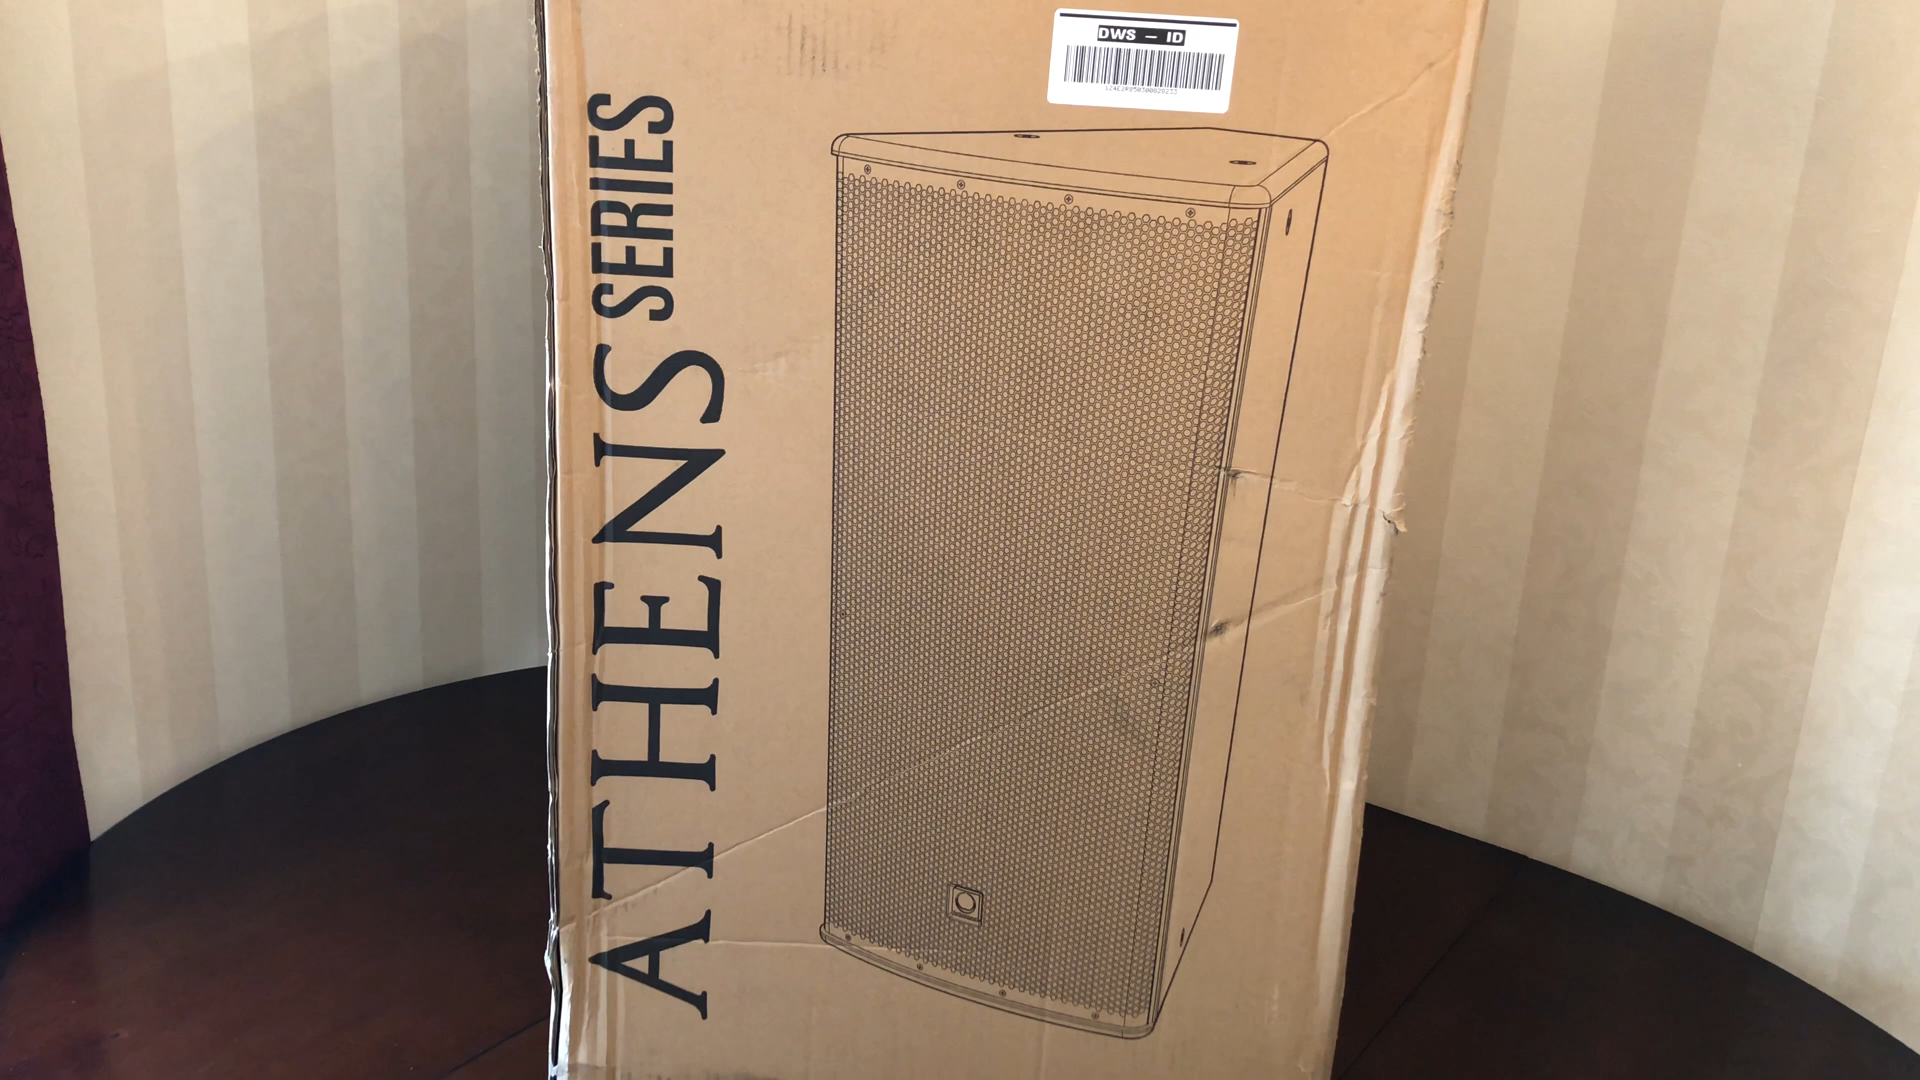 DWS — ID
ATHENS SERIES